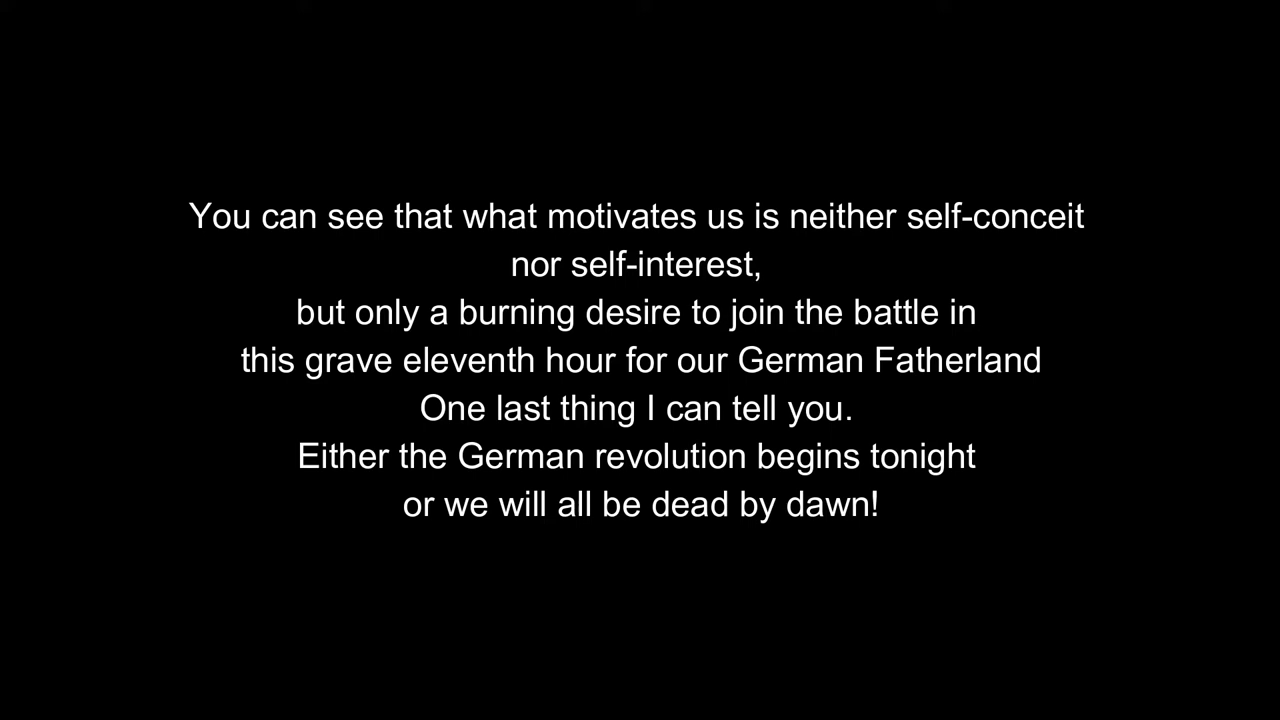 You can see that what motivates us is neither self-conceit
nor self-interest,
but only a burning desire to join the battle in
this grave eleventh hour for our German Fatherland
One last thing I can tell you.
Either the German revolution begins tonight
or we will all be dead by dawn!